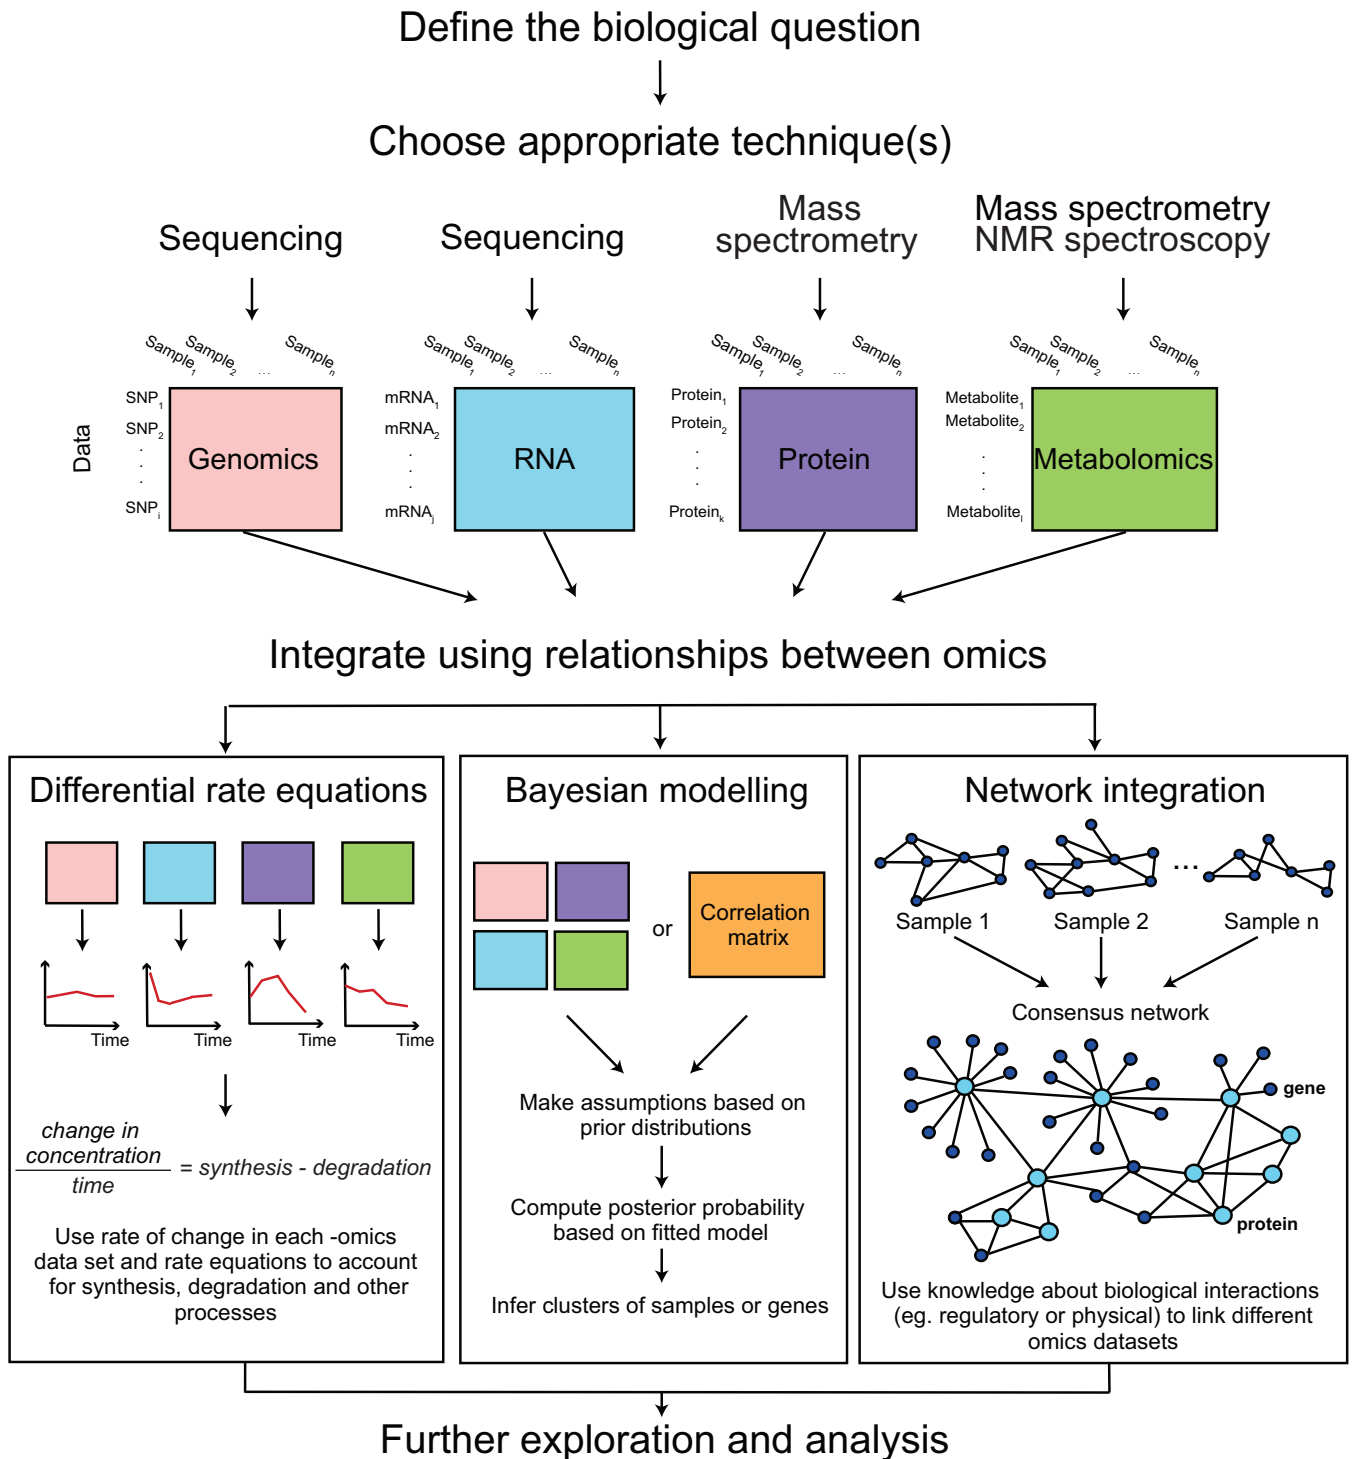 Define the biological question
Choose appropriate technique(s)
Sequencing
Sequencing
Mass
spectrometry
Mass spectrometry
NMR spectroscopy
Sample1
Sample2
...
Samplen
Sample1
Sample2
...
Samplen
Sample1
Sample2
...
Samplen
Sample1
Sample2
...
Samplen
Data
SNP1
SNP2
.
.
.
SNPi
Genomics
mRNA1
mRNA2
.
.
.
mRNAj
RNA
Protein1
Protein2
.
.
.
Proteink
Protein
Metabolite1
Metabolite2
.
.
.
Metabolitel
Metabolomics
Integrate using relationships between omics
Differential rate equations
Time
Time
Time
Time
change in
concentration
time
= synthesis - degradation
Use rate of change in each -omics
data set and rate equations to account
for synthesis, degradation and other
processes
Bayesian modelling
or
Correlation
matrix
Make assumptions based on
prior distributions
Compute posterior probability
based on fitted model
Infer clusters of samples or genes
Network integration
...
Sample 1
Sample 2
Sample n
Consensus network
gene
protein
Use knowledge about biological interactions
(eg. regulatory or physical) to link different
omics datasets
Further exploration and analysis